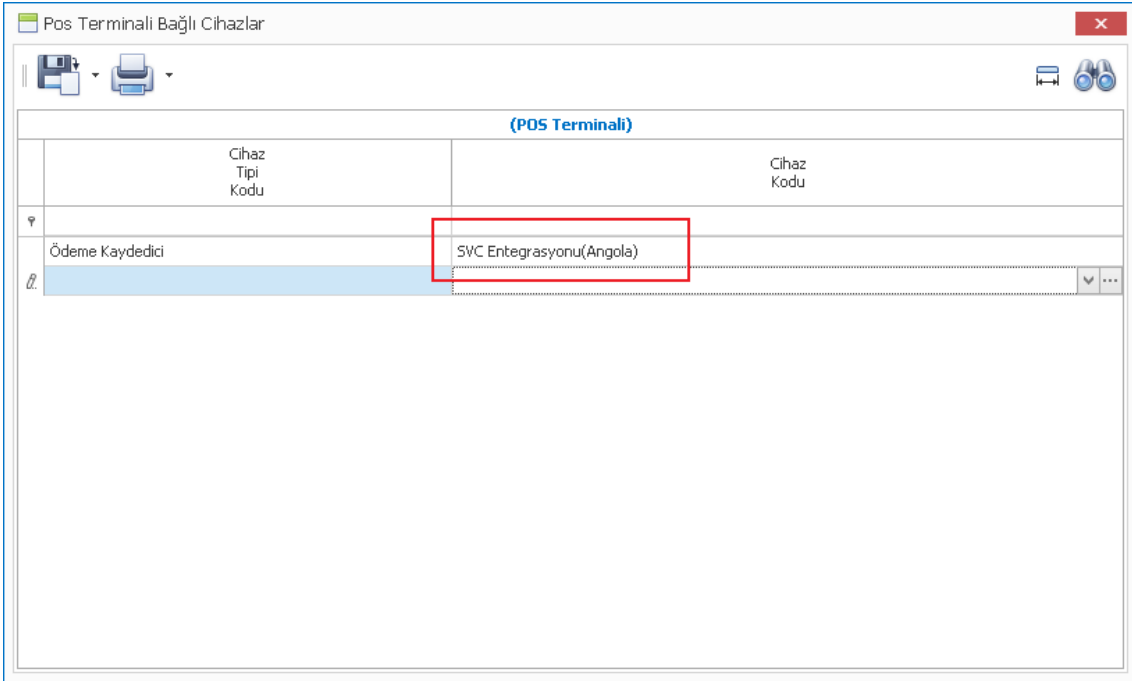 Pos Terminali Bağlı Cihazlar
(POS Terminali)
Cihaz
Tipi
Kodu
Cihaz
Kodu
Ödeme Kaydedici SVC Entegrasyonu(Angola)